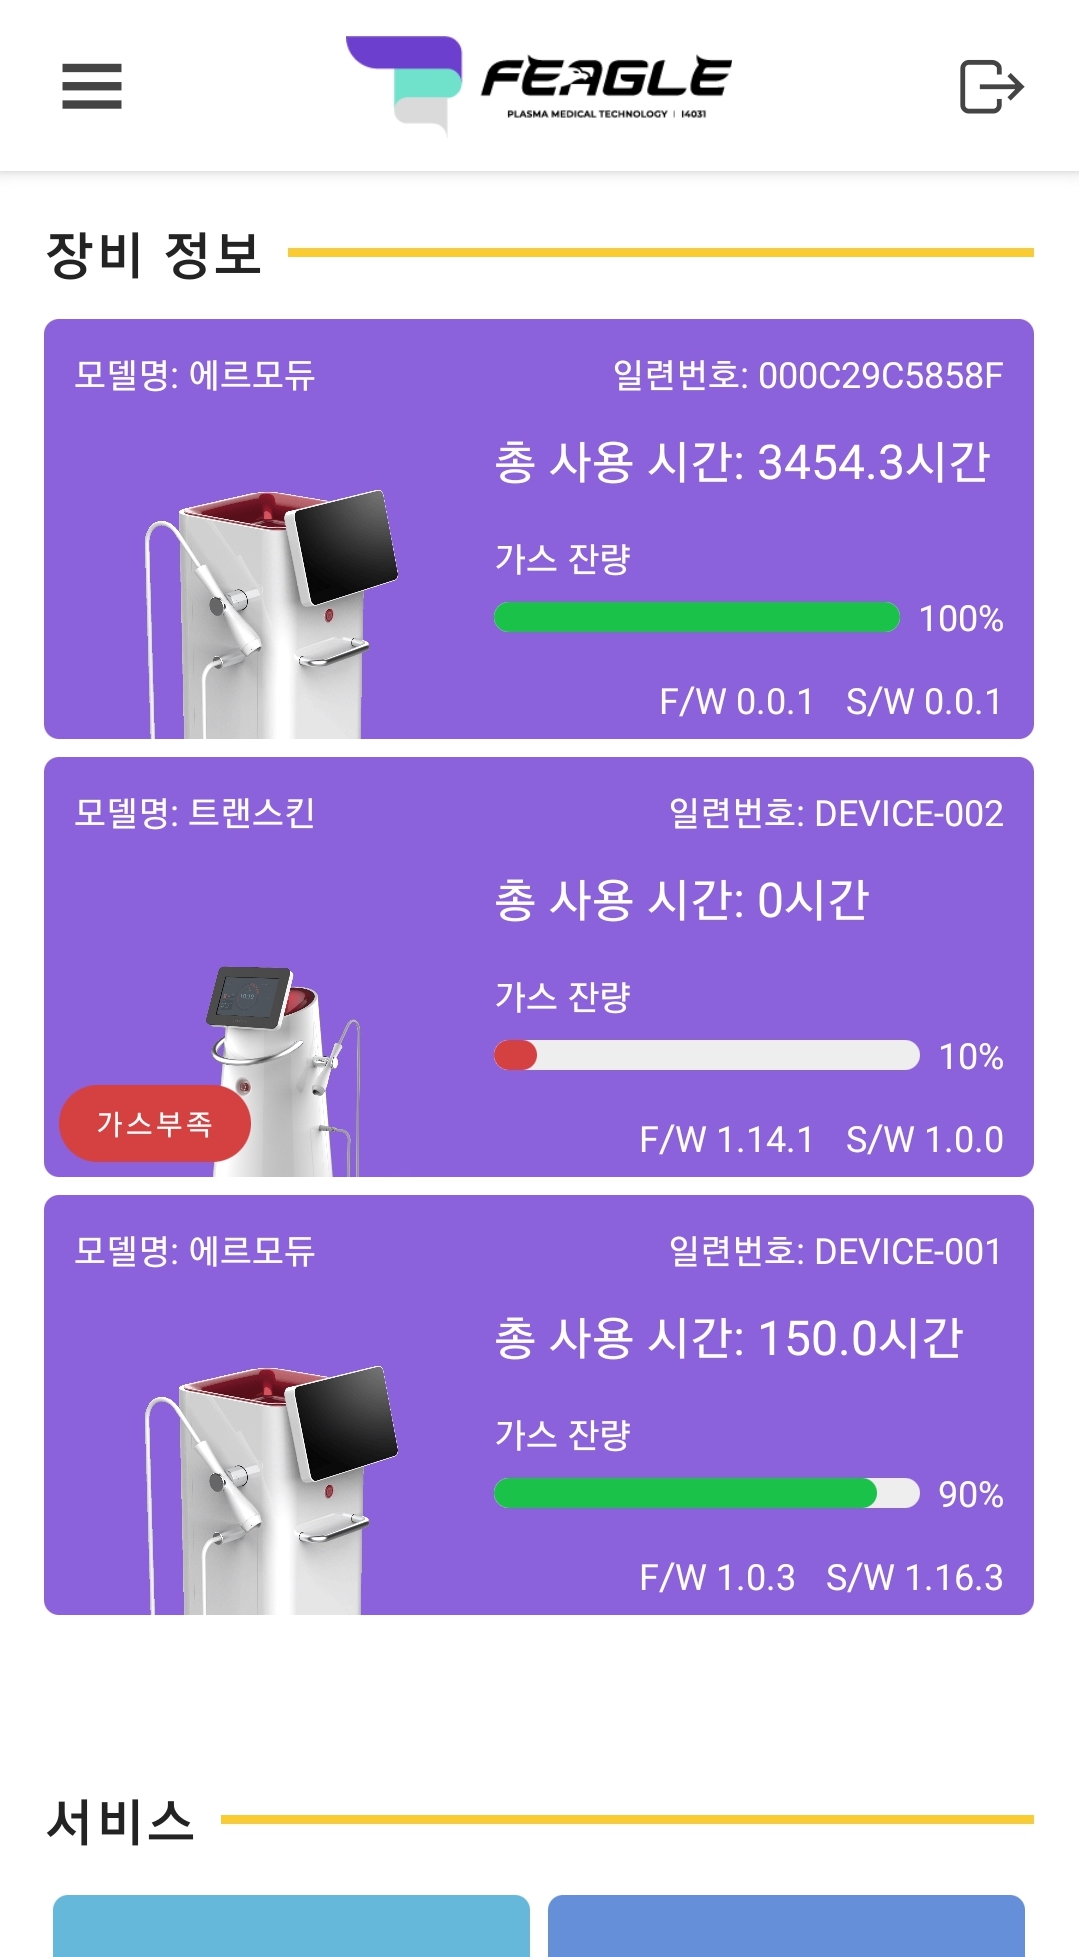 FEAGLE
PLASMA MEDICAL TECHNOLOGY | I4031
장비 정보
모델명: 에르모듀
일련번호: 000C29C5858F
총 사용 시간: 3454.3시간
가스 잔량
100%
F/W 0.0.1 S/W 0.0.1
모델명: 트랜스킨
일련번호: DEVICE-002
총 사용 시간: 0시간
가스 잔량
10%
가스부족
F/W 1.14.1 S/W 1.0.0
모델명: 에르모듀
일련번호: DEVICE-001
총 사용 시간: 150.0시간
가스 잔량
90%
F/W 1.0.3 S/W 1.16.3
서비스